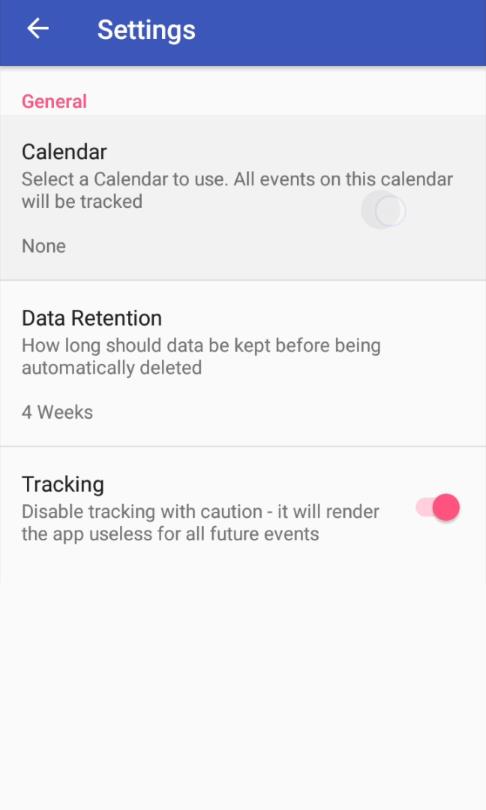 Settings
General
Calendar
Select a Calendar to use. All events on this calendar
will be tracked
None
Data Retention
How long should data be kept before being
automatically deleted
4 Weeks
Tracking
Disable tracking with caution - it will render
the app useless for all future events